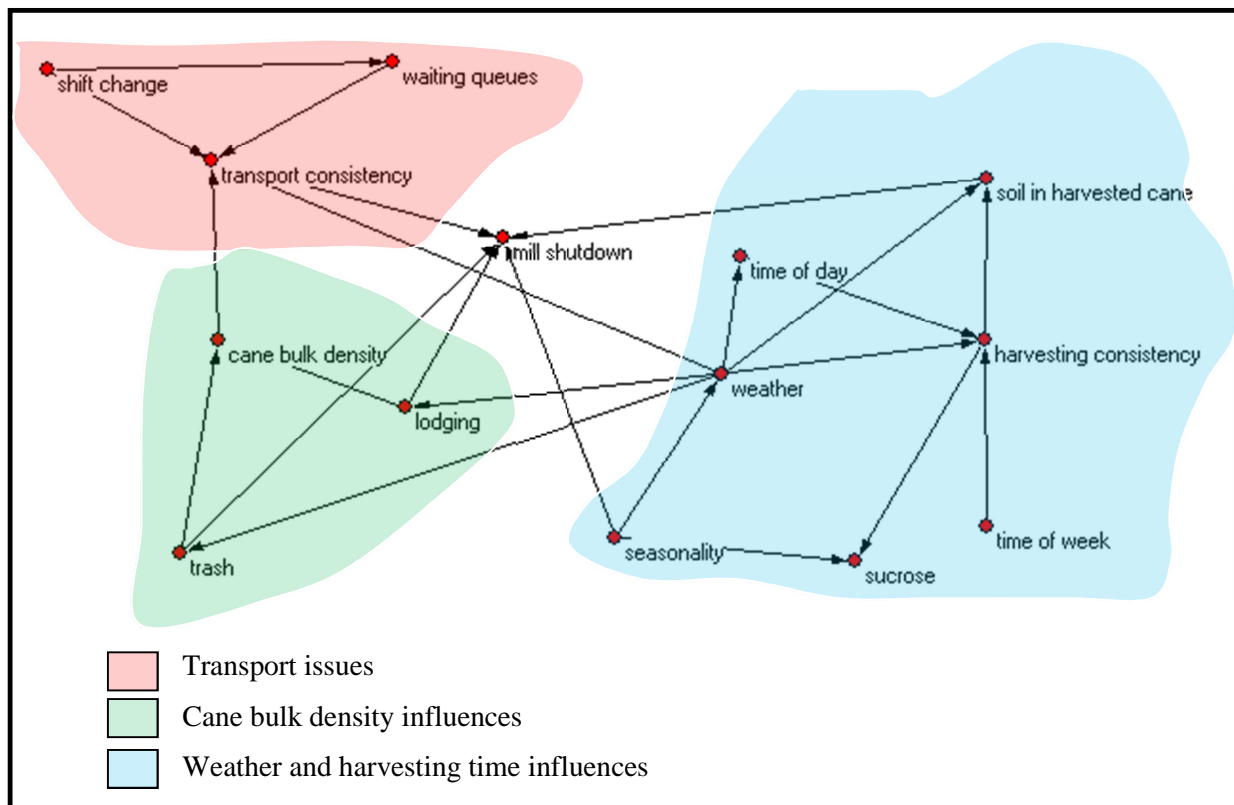 shift change
waiting queues
transport consistency
soil in harvested cane
mill shutdown
time of day
cane bulk density
harvesting consistency
weather
lodging
time of week
seasonality
trash
sucrose
Transport issues
Cane bulk density influences
Weather and harvesting time influences